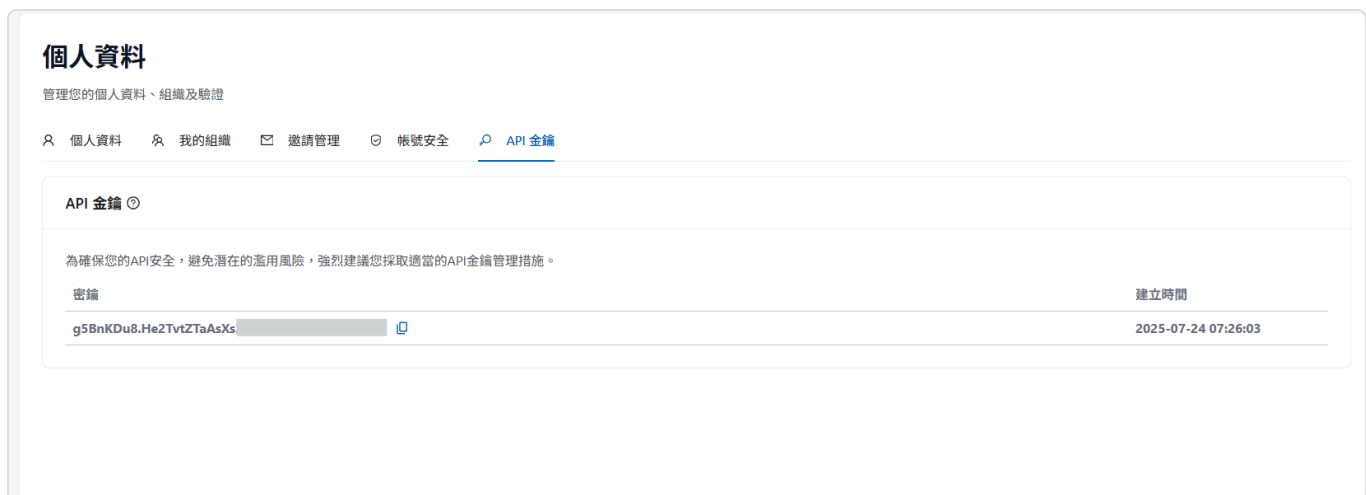 個人資料
管理您的個人資料、組織及驗證
個人資料 我的組織 邀請管理 帳號安全 API 金鑰
API 金鑰
為確保您的API安全，避免潛在的濫用風險，強烈建議您採取適當的API金鑰管理措施。
密鑰 建立時間
g5BnKDu8.He2TvtZTaAsXs 2025-07-24 07:26:03